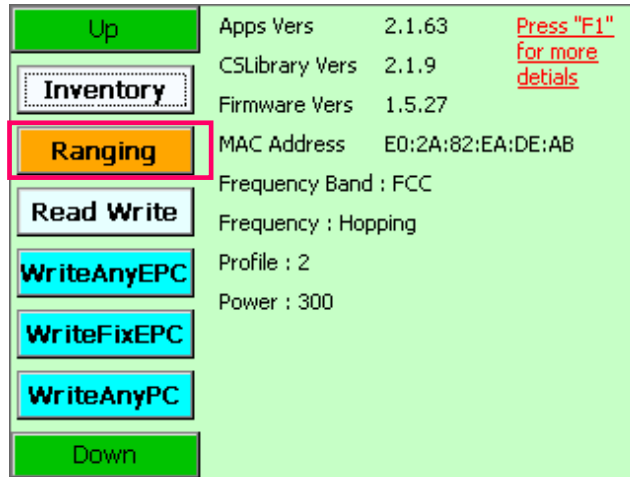 Up
Inventory
Ranging
Read Write
WriteAnyEPC
WriteFixEPC
WriteAnyPC
Down
Apps Vers 2.1.63
CSLibrary Vers 2.1.9
Firmware Vers 1.5.27
MAC Address E0:2A:82:EA:DE:AB
Frequency Band : FCC
Frequency : Hopping
Profile : 2
Power : 300
Press "F1"
for more
detials